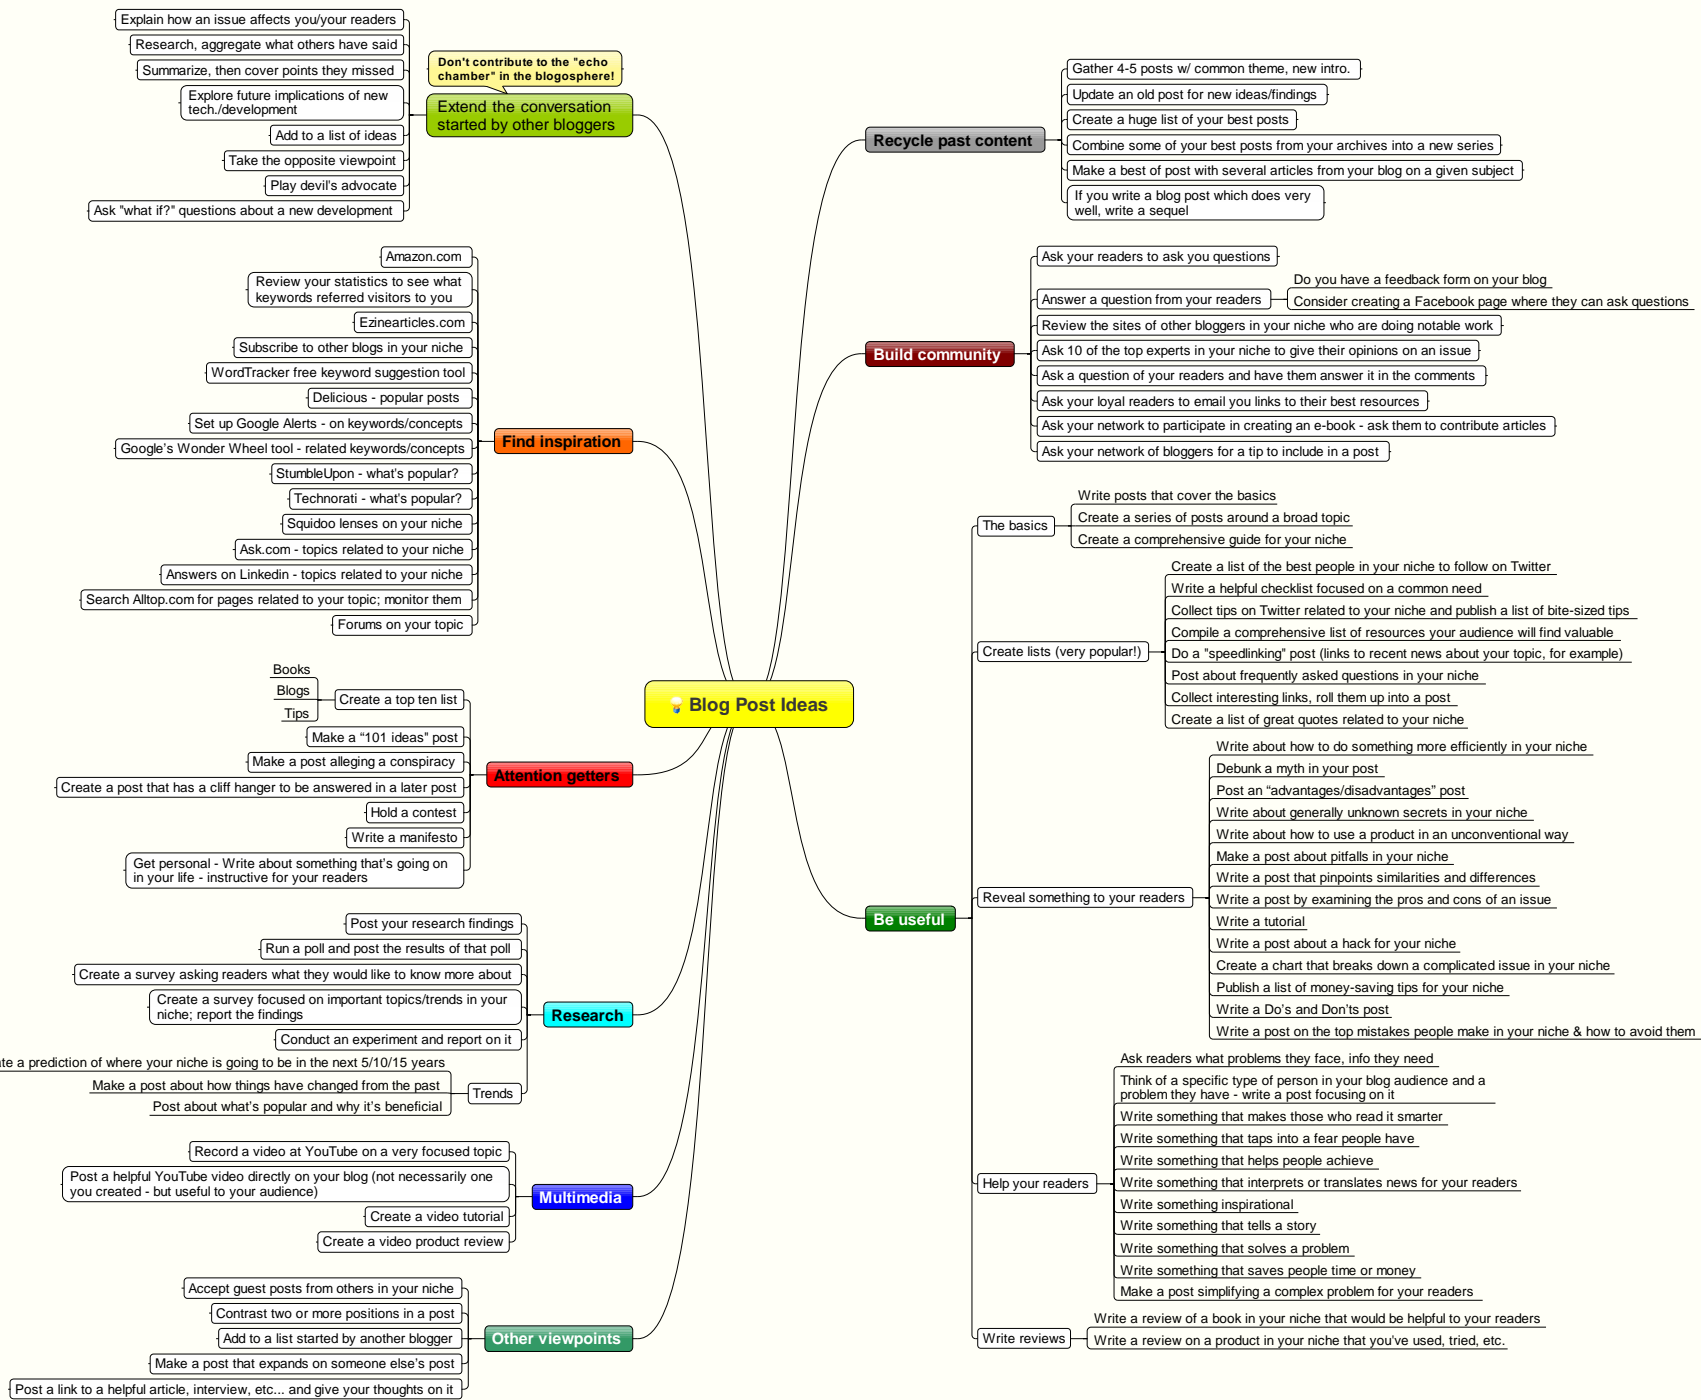 Explain how an issue affects you/your readers
Research, aggregate what others have said
Summarize, then cover points they missed
Explore future implications of new
tech./development
Add to a list of ideas
Take the opposite viewpoint
Play devil's advocate
Ask "what if?" questions about a new development
Don't contribute to the "echo
chamber" in the blogosphere!
Extend the conversation
started by other bloggers
Amazon.com
Review your statistics to see what
keywords referred visitors to you
Ezinearticles.com
Subscribe to other blogs in your niche
WordTracker free keyword suggestion tool
Delicious - popular posts
Set up Google Alerts - on keywords/concepts
Google's Wonder Wheel tool - related keywords/concepts
StumbleUpon - what's popular?
Technorati - what's popular?
Squidoo lenses on your niche
Ask.com - topics related to your niche
Answers on Linkedin - topics related to your niche
Search Alltop.com for pages related to your topic; monitor them
Forums on your topic
Find inspiration
Books
Blogs
Tips
Create a top ten list
Make a “101 ideas" post
Make a post alleging a conspiracy
Create a post that has a cliff hanger to be answered in a later post
Hold a contest
Write a manifesto
Get personal - Write about something that's going on
in your life - instructive for your readers
Attention getters
Post your research findings
Run a poll and post the results of that poll
Create a survey asking readers what they would like to know more about
Create a survey focused on important topics/trends in your
niche; report the findings
Conduct an experiment and report on it
a prediction of where your niche is going to be in the next 5/10/15 years
Make a post about how things have changed from the past
Post about what's popular and why it's beneficial
Trends
Research
Record a video at YouTube on a very focused topic
Post a helpful YouTube video directly on your blog (not necessarily one
you created - but useful to your audience)
Create a video tutorial
Create a video product review
Multimedia
Accept guest posts from others in your niche
Contrast two or more positions in a post
Add to a list started by another blogger
Make a post that expands on someone else's post
Post a link to a helpful article, interview, etc... and give your thoughts on it
Other viewpoints
Blog Post Ideas
Recycle past content
Gather 4-5 posts w/ common theme, new intro.
Update an old post for new ideas/findings
Create a huge list of your best posts
Combine some of your best posts from your archives into a new series
Make a best of post with several articles from your blog on a given subject
If you write a blog post which does very
well, write a sequel
Build community
Ask your readers to ask you questions
Answer a question from your readers
Do you have a feedback form on your blog
Consider creating a Facebook page where they can ask questions
Review the sites of other bloggers in your niche who are doing notable work
Ask 10 of the top experts in your niche to give their opinions on an issue
Ask a question of your readers and have them answer it in the comments
Ask your loyal readers to email you links to their best resources
Ask your network to participate in creating an e-book - ask them to contribute articles
Ask your network of bloggers for a tip to include in a post
Be useful
The basics
Write posts that cover the basics
Create a series of posts around a broad topic
Create a comprehensive guide for your niche
Create lists (very popular!)
Create a list of the best people in your niche to follow on Twitter
Write a helpful checklist focused on a common need
Collect tips on Twitter related to your niche and publish a list of bite-sized tips
Compile a comprehensive list of resources your audience will find valuable
Do a "speedlinking" post (links to recent news about your topic, for example)
Post about frequently asked questions in your niche
Collect interesting links, roll them up into a post
Create a list of great quotes related to your niche
Reveal something to your readers
Write about how to do something more efficiently in your niche
Debunk a myth in your post
Post an “advantages/disadvantages” post
Write about generally unknown secrets in your niche
Write about how to use a product in an unconventional way
Make a post about pitfalls in your niche
Write a post that pinpoints similarities and differences
Write a post by examining the pros and cons of an issue
Write a tutorial
Write a post about a hack for your niche
Create a chart that breaks down a complicated issue in your niche
Publish a list of money-saving tips for your niche
Write a Do's and Don'ts post
Write a post on the top mistakes people make in your niche & how to avoid them
Help your readers
Ask readers what problems they face, info they need
Think of a specific type of person in your blog audience and a
problem they have - write a post focusing on it
Write something that makes those who read it smarter
Write something that taps into a fear people have
Write something that helps people achieve
Write something that interprets or translates news for your readers
Write something inspirational
Write something that tells a story
Write something that solves a problem
Write something that saves people time or money
Make a post simplifying a complex problem for your readers
Write reviews
Write a review of a book in your niche that would be helpful to your readers
Write a review on a product in your niche that you've used, tried, etc.